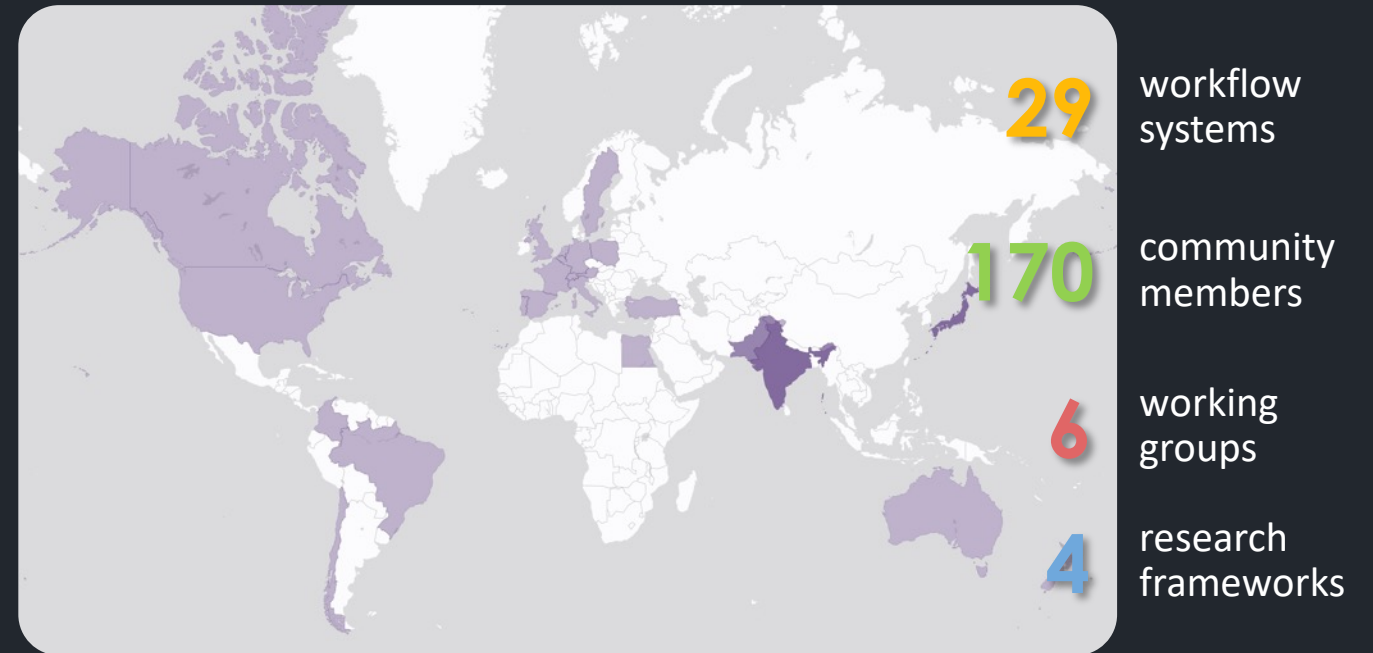 29
workflow
systems
170
community
members
6
working
groups
4
research
frameworks